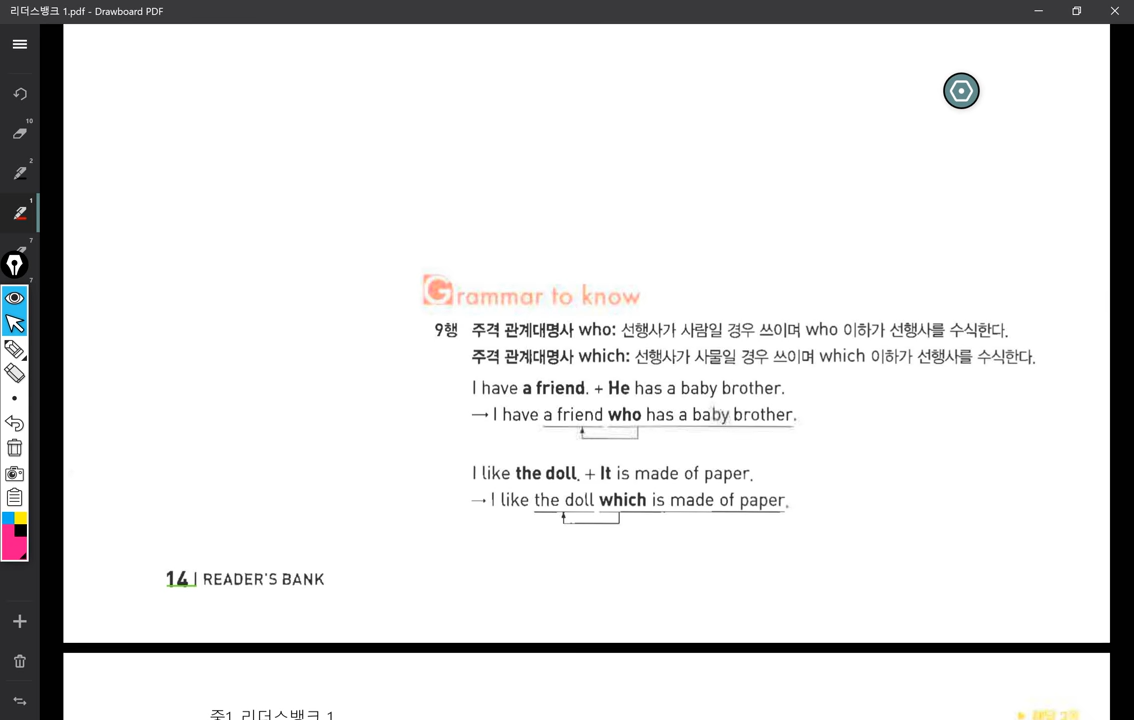 리더스뱅크 1.pdf - Drawboard PDF
10
2
1
7
7
Grammar to know
9행 주격 관계대명사 who: 선행사가 사람일 경우 쓰이며 who 이하가 선행사를 수식한다.
주격 관계대명사 which: 선행사가 사물일 경우 쓰이며 which 이하가 선행사를 수식한다.
I have a friend. + He has a baby brother.
→ I have a friend who has a baby brother.
I like the doll. + It is made of paper.
→ I like the doll which is made of paper.
14 | READER'S BANK
중1 리더스뱅크 1